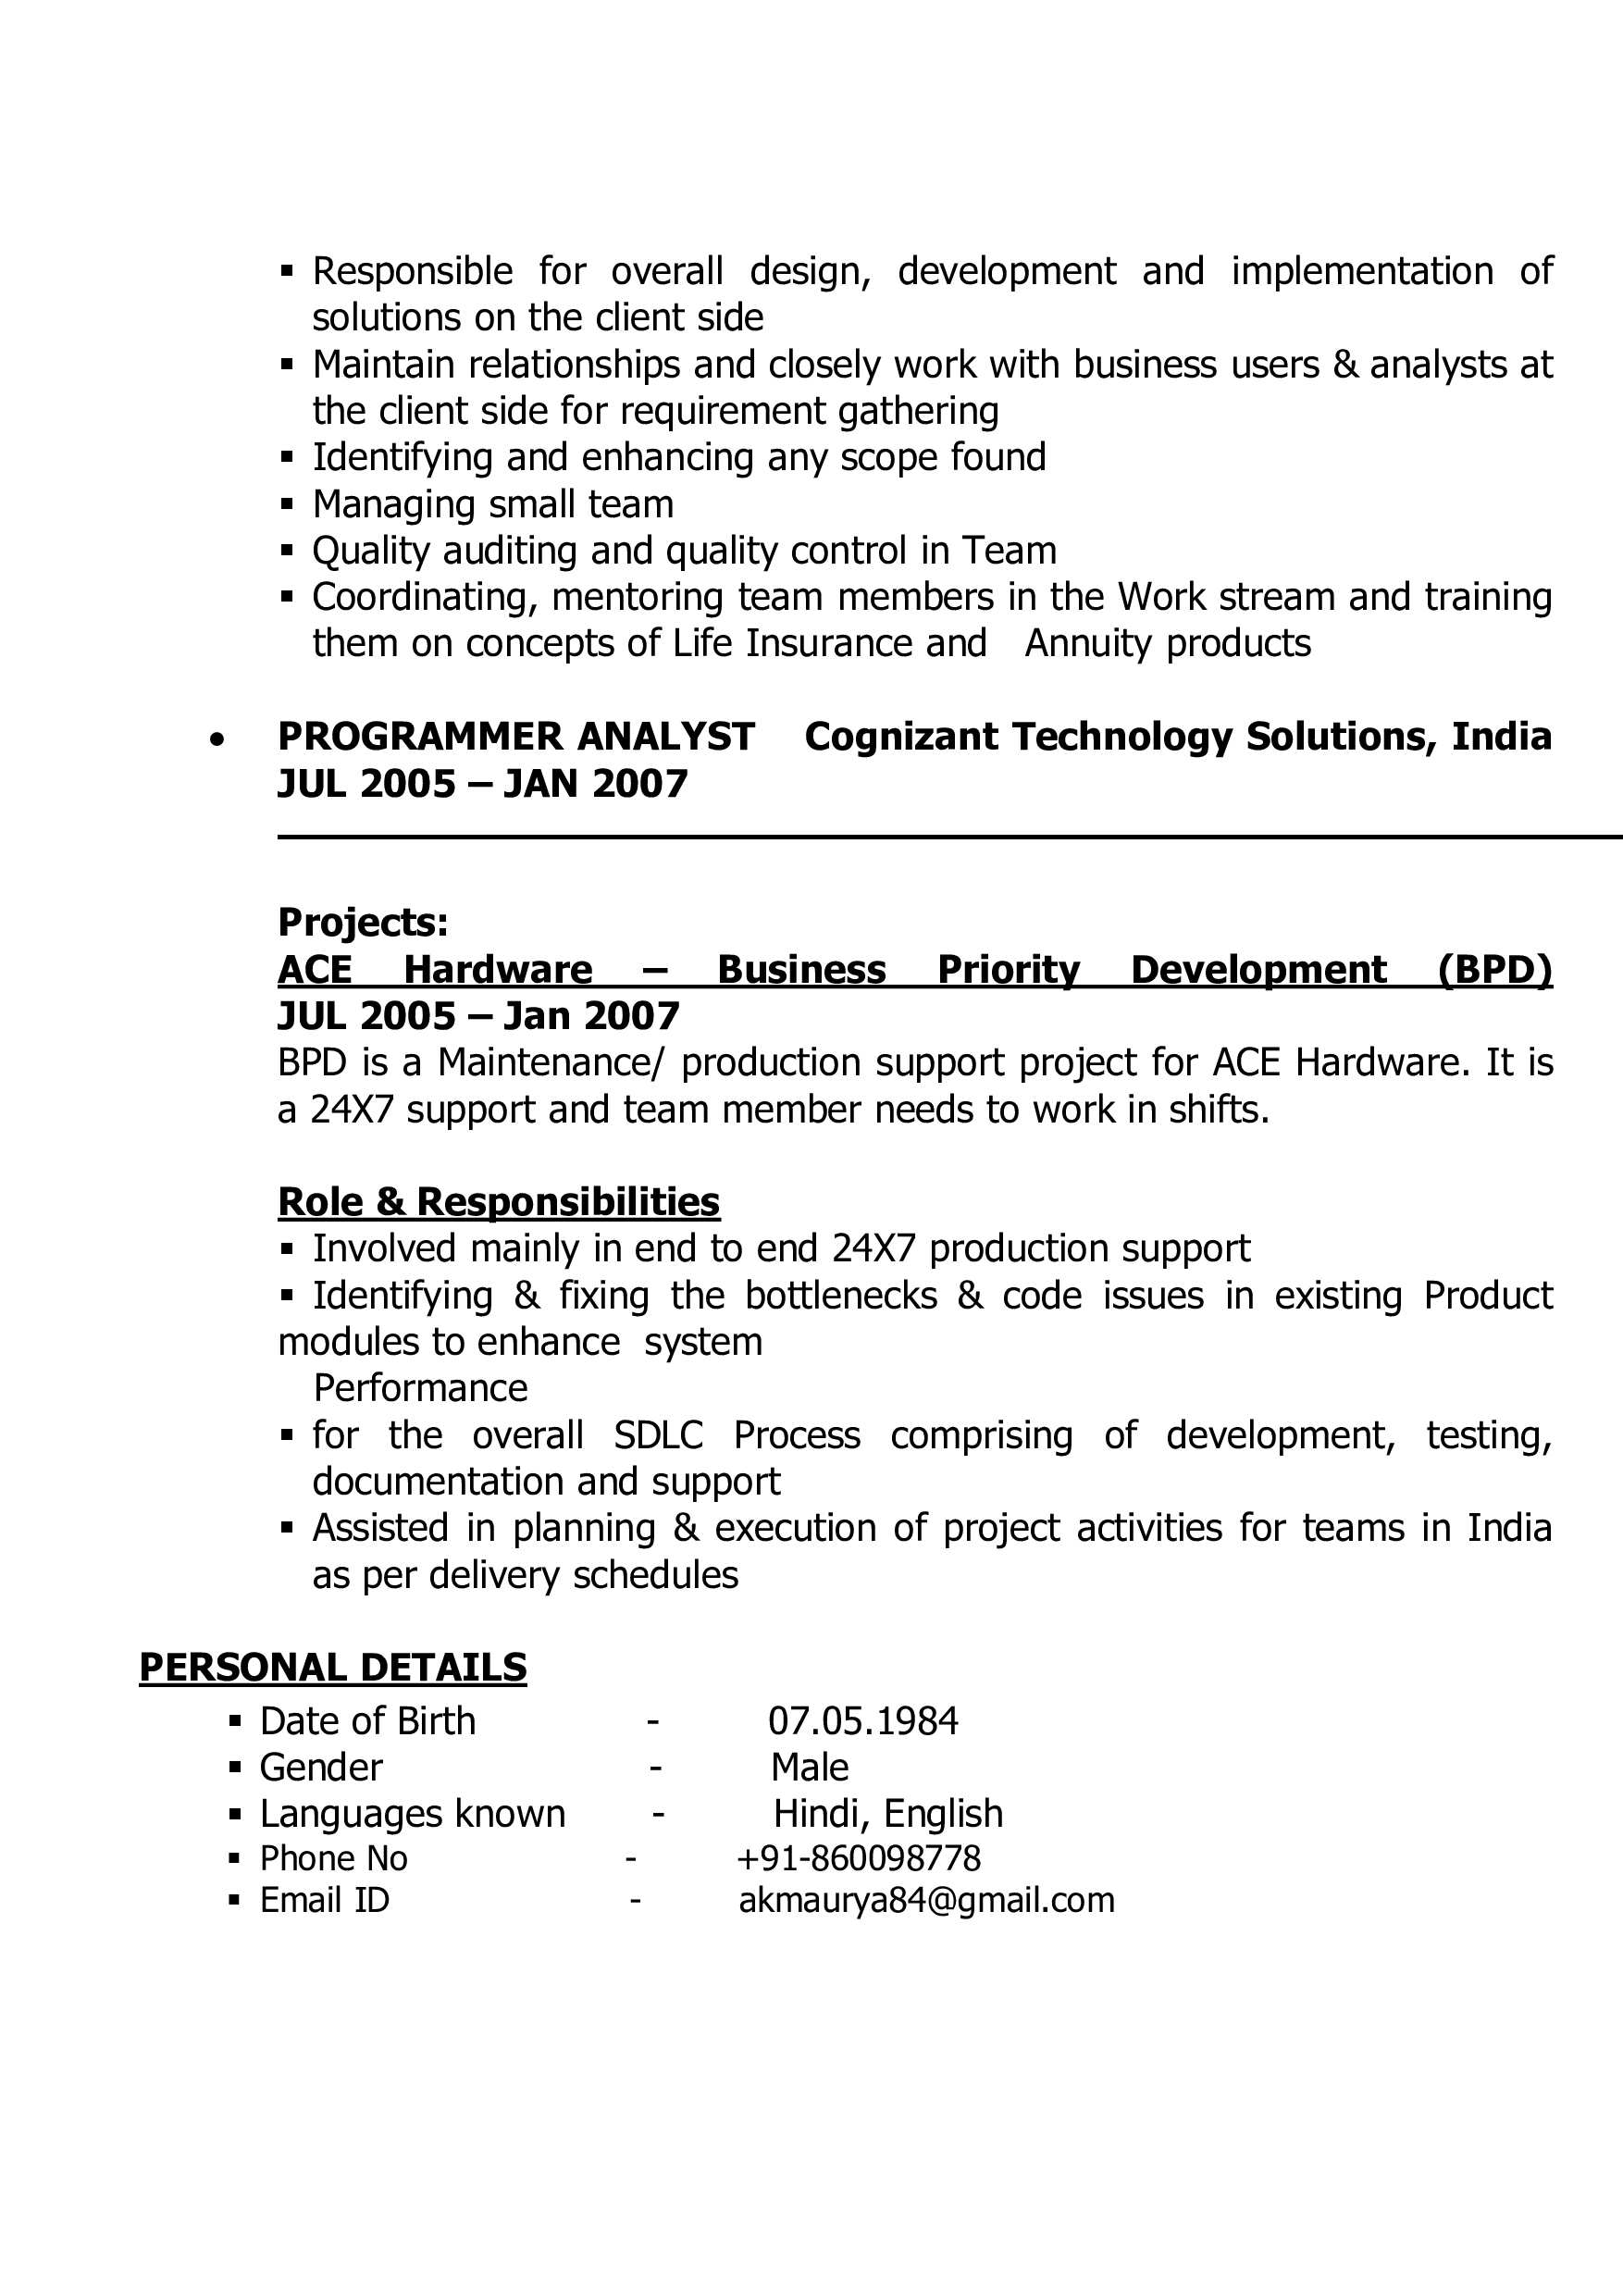 ▪ Responsible for overall design, development and implementation of
solutions on the client side
▪ Maintain relationships and closely work with business users & analysts at
the client side for requirement gathering
▪ Identifying and enhancing any scope found
▪ Managing small team
▪ Quality auditing and quality control in Team
▪ Coordinating, mentoring team members in the Work stream and training
them on concepts of Life Insurance and Annuity products
• PROGRAMMER ANALYST Cognizant Technology Solutions, India
JUL 2005 – JAN 2007
Projects:
ACE Hardware – Business Priority Development (BPD)
JUL 2005 – Jan 2007
BPD is a Maintenance/ production support project for ACE Hardware. It is
a 24X7 support and team member needs to work in shifts.
Role & Responsibilities
▪ Involved mainly in end to end 24X7 production support
▪ Identifying & fixing the bottlenecks & code issues in existing Product
modules to enhance system
Performance
▪ for the overall SDLC Process comprising of development, testing,
documentation and support
▪ Assisted in planning & execution of project activities for teams in India
as per delivery schedules
PERSONAL DETAILS
▪ Date of Birth - 07.05.1984
▪ Gender - Male
▪ Languages known - Hindi, English
▪ Phone No - +91-860098778
▪ Email ID - akmaurya84@gmail.com